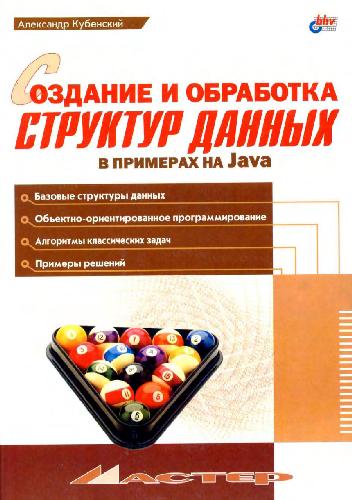 Александр Кубенский
bhv
СОЗДАНИЕ И ОБРАБОТКА
СТРУКТУР ДАННЫХ
В ПРИМЕРАХ НА Java
Базовые структуры данных
Объектно-ориентированное программирование
Алгоритмы классических задач
Примеры решений
МАСТЕР